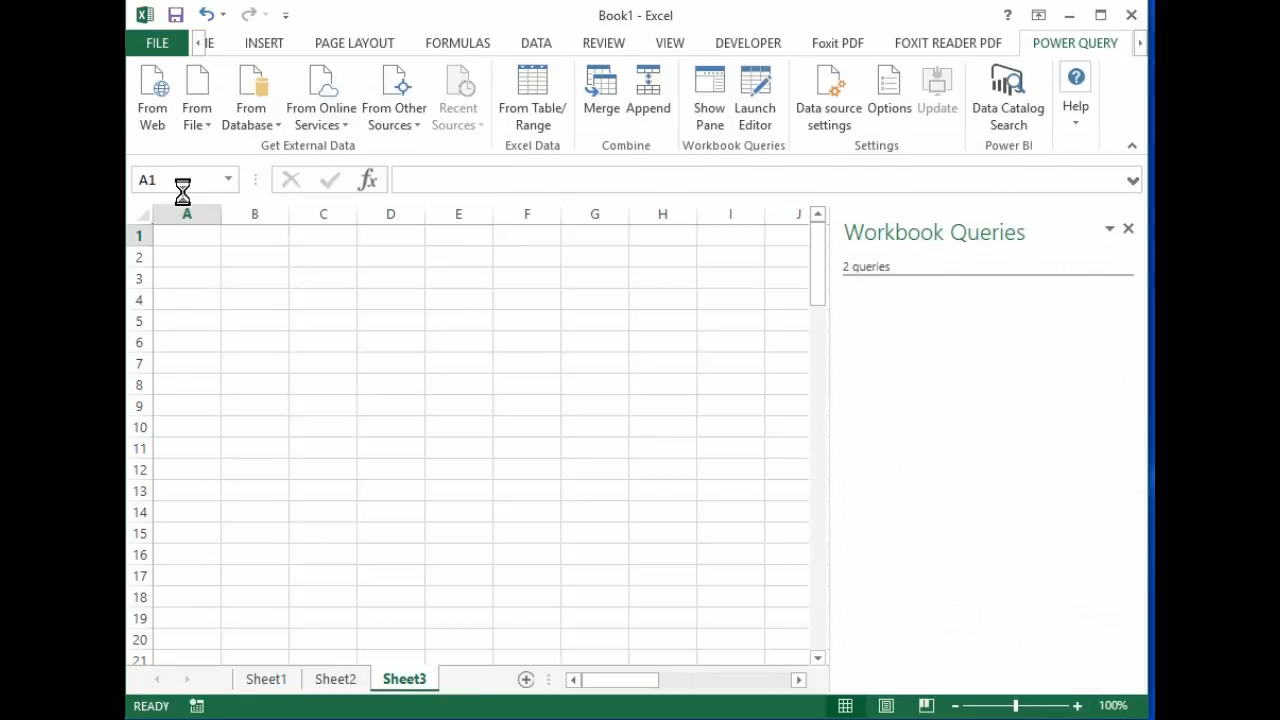 Book1 - Excel
FILE IE INSERT PAGE LAYOUT FORMULAS DATA REVIEW VIEW DEVELOPER Foxit PDF FOXIT READER PDF POWER QUERY
From Web
From File
From Database
From Online Services
From Other Sources
Recent Sources
Get External Data
From Table/ Range
Excel Data
Merge
Append
Combine
Show Pane
Launch Editor
Workbook Queries
Data source settings
Options
Update
Settings
Data Catalog Search
Power BI
Help
A1
fx
A B C D E F G H I J
1
2
3
4
5
6
7
8
9
10
11
12
13
14
15
16
17
18
19
20
21
Workbook Queries
2 queries
Sheet1 Sheet2 Sheet3
READY
100%